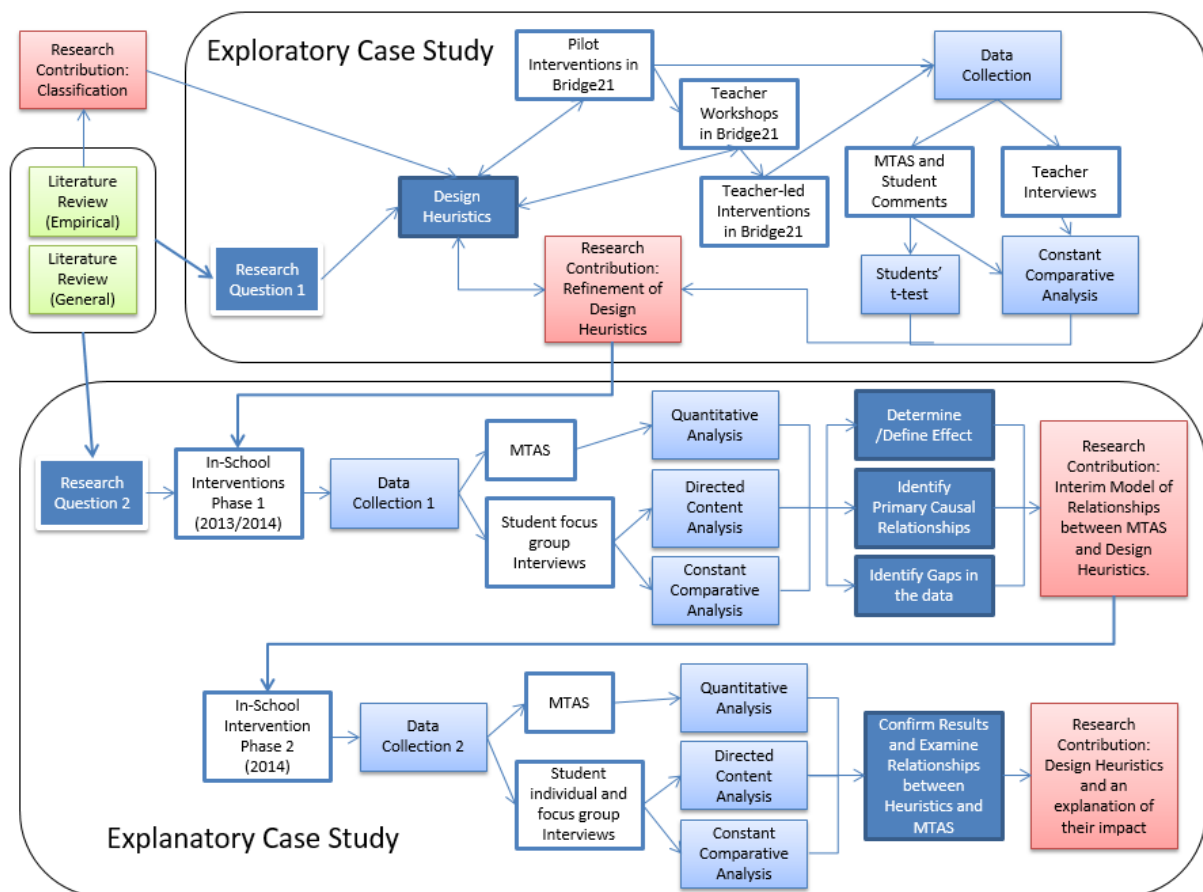 Exploratory Case Study
Research
Contribution:
Classification
Literature
Review
(Empirical)
Literature
Review
(General)
Research
Question 1
Design
Heuristics
Pilot
Interventions in
Bridge21
Teacher
Workshops
in Bridge21
Teacher-led
Interventions
in Bridge21
Research
Contribution:
Refinement of
Design
Heuristics
Data
Collection
MTAS and
Student
Comments
Teacher
Interviews
Students’
t-test
Constant
Comparative
Analysis
Research
Question 2
In-School
Interventions
Phase 1
(2013/2014)
Data
Collection 1
MTAS
Student focus
group
Interviews
Quantitative
Analysis
Directed
Content
Analysis
Constant
Comparative
Analysis
Determine
/Define Effect
Identify
Primary Causal
Relationships
Identify Gaps in
the data
Research
Contribution:
Interim Model of
Relationships
between MTAS
and Design
Heuristics.
In-School
Intervention
Phase 2
(2014)
Data
Collection 2
MTAS
Student
individual and
focus group
Interviews
Quantitative
Analysis
Directed
Content
Analysis
Constant
Comparative
Analysis
Confirm Results
and Examine
Relationships
between
Heuristics and
MTAS
Research
Contribution:
Design Heuristics
and an
explanation of
their impact
Explanatory Case Study